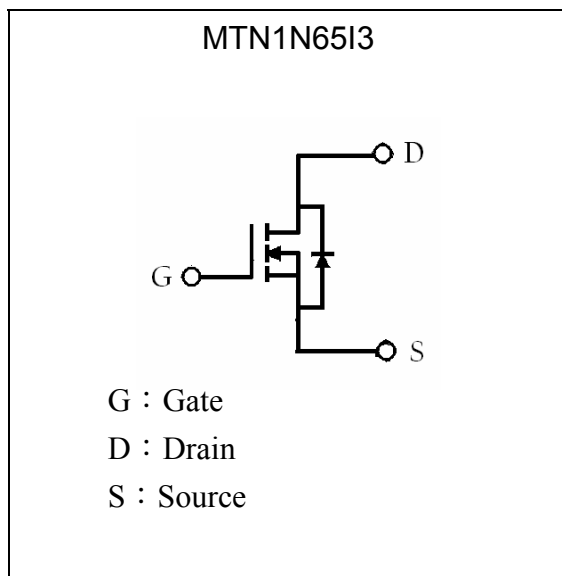 MTN1N65I3
D
G
S
G：Gate
D：Drain
S：Source